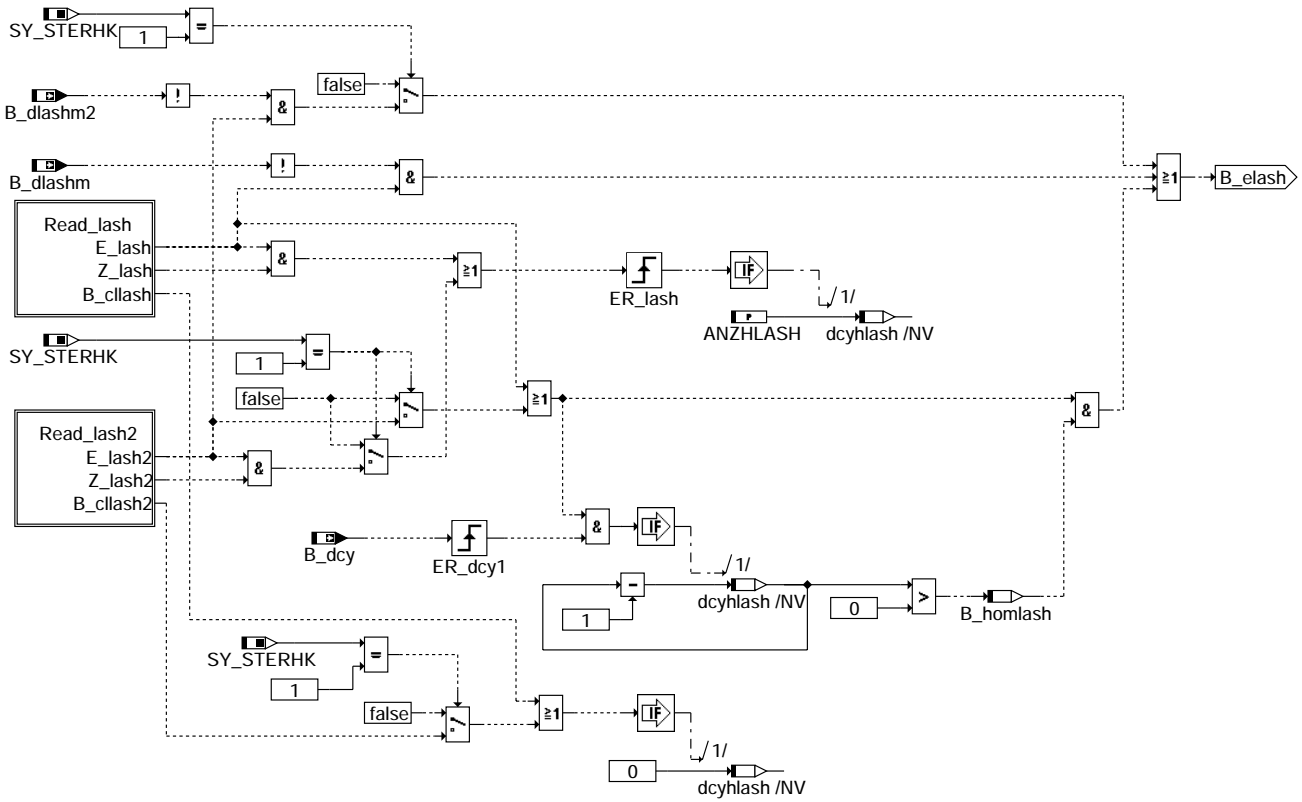 SY_STERHK
1
=
false
B_dlashm2
!
&
B_dlashm
!
&
≥1
B_elash
Read_lash
E_lash
Z_lash
B_cllash
&
≥1
ER_lash
IF
/1/
ANZHLASH
dcyhlash /NV
SY_STERHK
1
=
false
≥1
&
Read_lash2
E_lash2
Z_lash2
B_cllash2
&
B_dcy
ER_dcy1
&
IF
/1/
-
1
dcyhlash /NV
0
>
B_homlash
SY_STERHK
1
=
false
≥1
IF
/1/
0
dcyhlash /NV